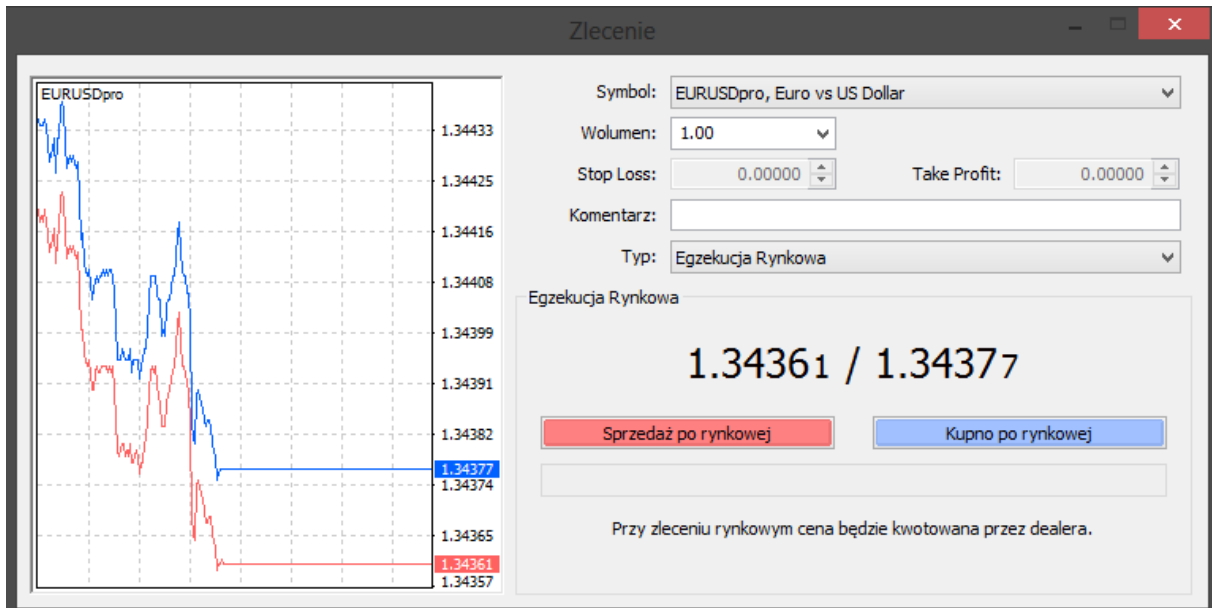 Zlecenie
EURUSDpro
1.34433
1.34425
1.34416
1.34408
1.34399
1.34391
1.34382
1.34377
1.34374
1.34365
1.34361
1.34357
Symbol: EURUSDpro, Euro vs US Dollar
Wolumen: 1.00
Stop Loss: 0.00000 Take Profit: 0.00000
Komentarz:
Typ: Egzekucja Rynkowa
Egzekucja Rynkowa
1.34361 / 1.34377
Sprzedaż po rynkowej Kupno po rynkowej
Przy zleceniu rynkowym cena będzie kwotowana przez dealera.